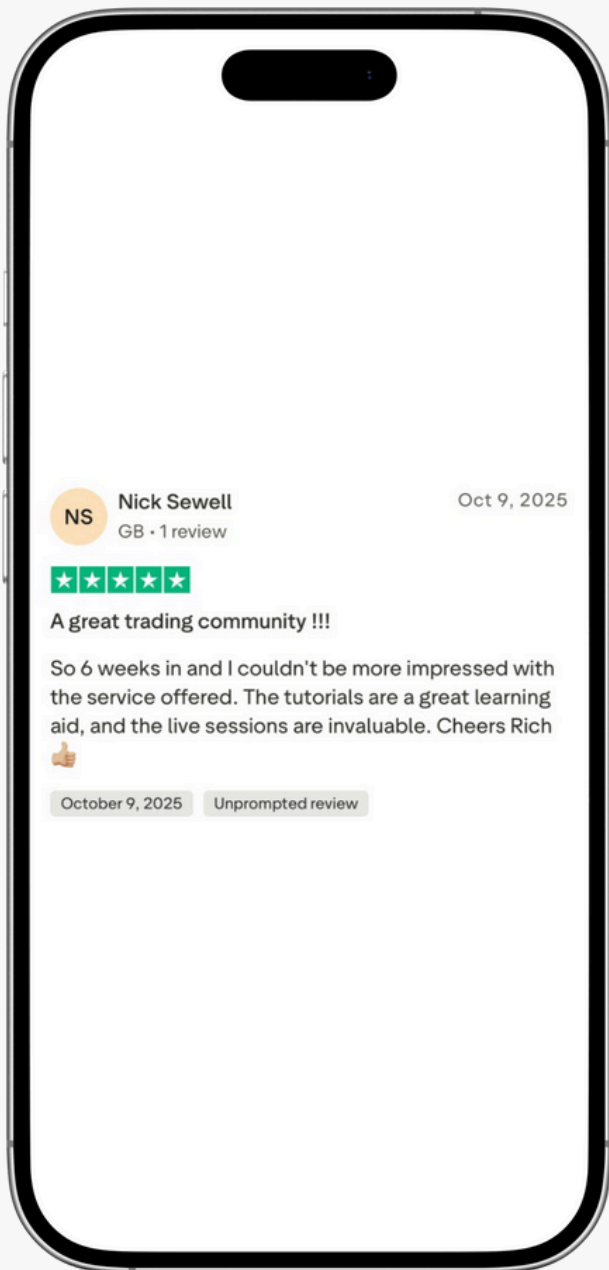 NS
Nick Sewell
Oct 9, 2025
GB • 1 review
A great trading community !!!
So 6 weeks in and I couldn't be more impressed with
the service offered. The tutorials are a great learning
aid, and the live sessions are invaluable. Cheers Rich
👍🏼
October 9, 2025
Unprompted review